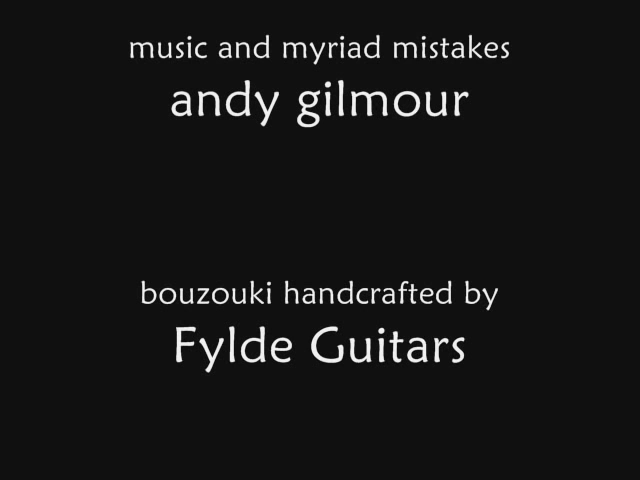 music and myriad mistakes
andy gilmour
bouzouki handcrafted by
Fylde Guitars